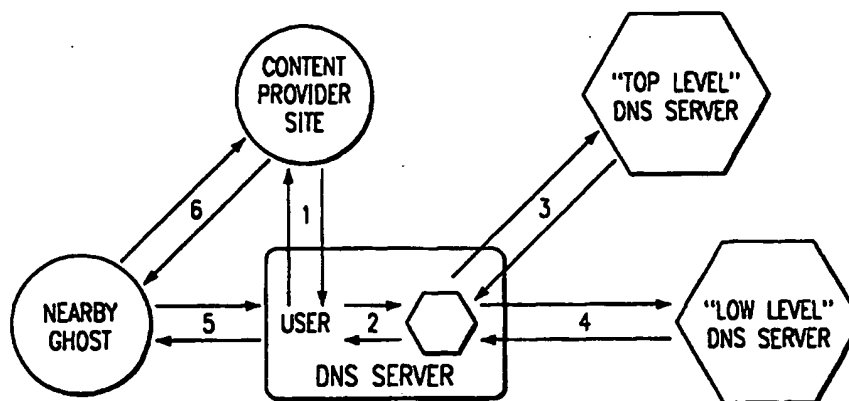 CONTENT
PROVIDER
SITE
"TOP LEVEL"
DNS SERVER
6
1
3
NEARBY
GHOST
5
USER
2
4
"LOW LEVEL"
DNS SERVER
DNS SERVER